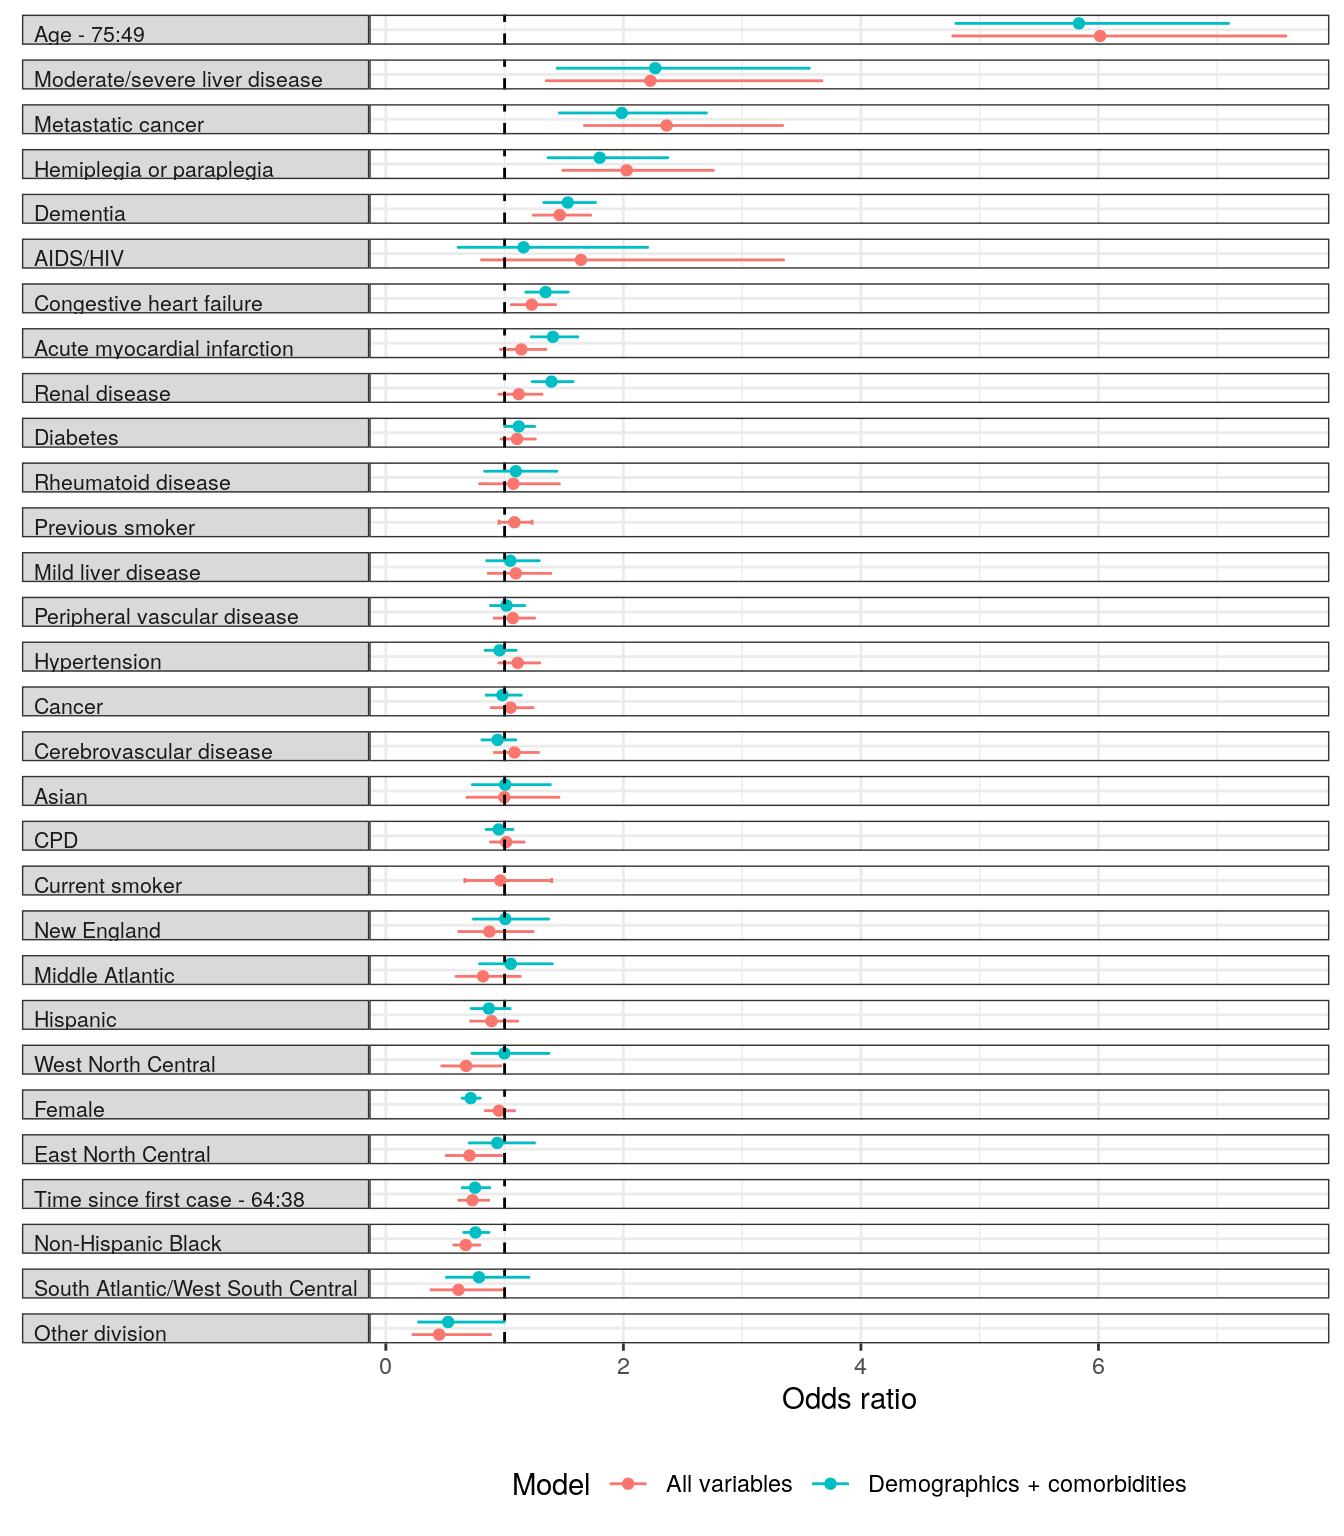 Age - 75:49
Moderate/severe liver disease
Metastatic cancer
Hemiplegia or paraplegia
Dementia
AIDS/HIV
Congestive heart failure
Acute myocardial infarction
Renal disease
Diabetes
Rheumatoid disease
Previous smoker
Mild liver disease
Peripheral vascular disease
Hypertension
Cancer
Cerebrovascular disease
Asian
CPD
Current smoker
New England
Middle Atlantic
Hispanic
West North Central
Female
East North Central
Time since first case - 64:38
Non-Hispanic Black
South Atlantic/West South Central
Other division
0 2 4 6
Odds ratio
Model All variables Demographics + comorbidities